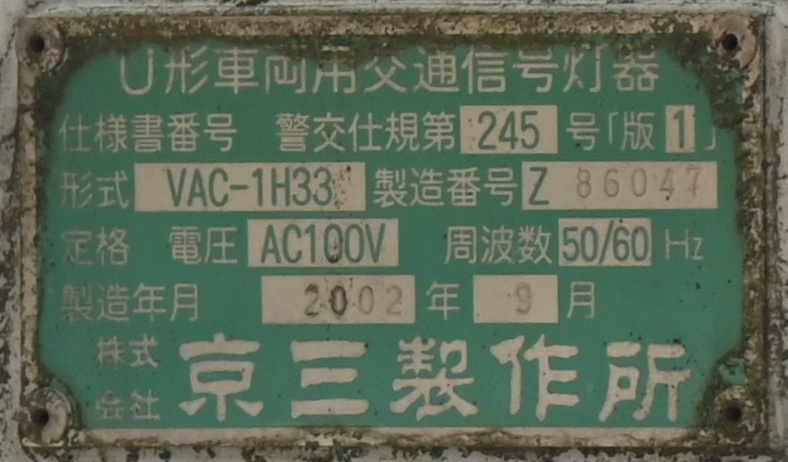 U形車両用交通信号灯器
仕様書番号 警交仕規第 245 号「版 1」
形式 VAC-1H33 製造番号 Z 86047
定格 電圧 AC100V 周波数 50/60 Hz
製造年月 2002 年 9 月
株式会社 京三製作所